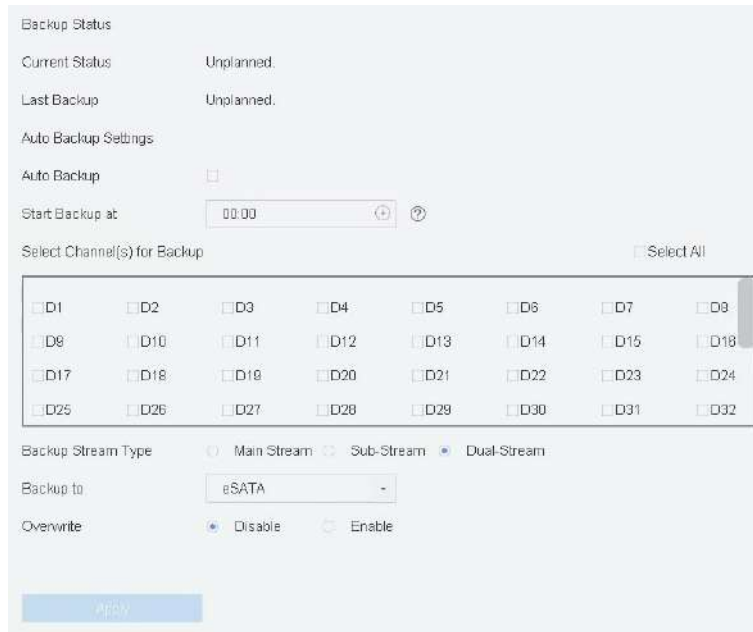 Backup Status
Current Status Unplanned.
Last Backup Unplanned.
Auto Backup Settings
Auto Backup
Start Backup at 00:00
Select Channel(s) for Backup Select All
D1 D2 D3 D4 D5 D6 D7 D8
D9 D10 D11 D12 D13 D14 D15 D16
D17 D18 D19 D20 D21 D22 D23 D24
D25 D26 D27 D28 D29 D30 D31 D32
Backup Stream Type Main Stream Sub-Stream Dual-Stream
Backup to eSATA
Overwrite Disable Enable
Apply